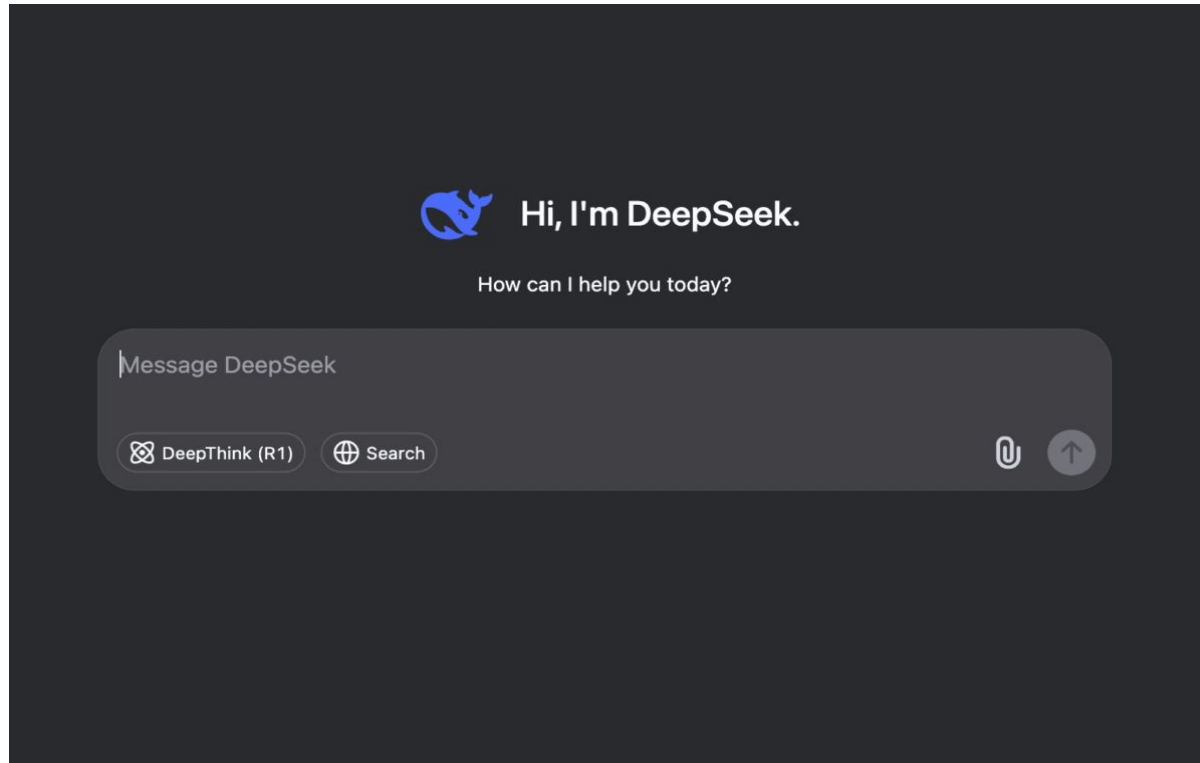 Hi, I'm DeepSeek.
How can I help you today?
Message DeepSeek
DeepThink (R1) Search